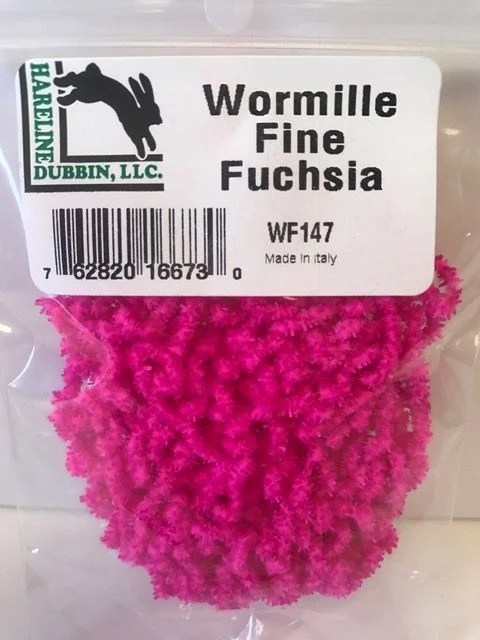 HARELINE
DUBBIN, LLC.
Wormille
Fine
Fuchsia
WF147
Made In Italy
7 62820 16673 0